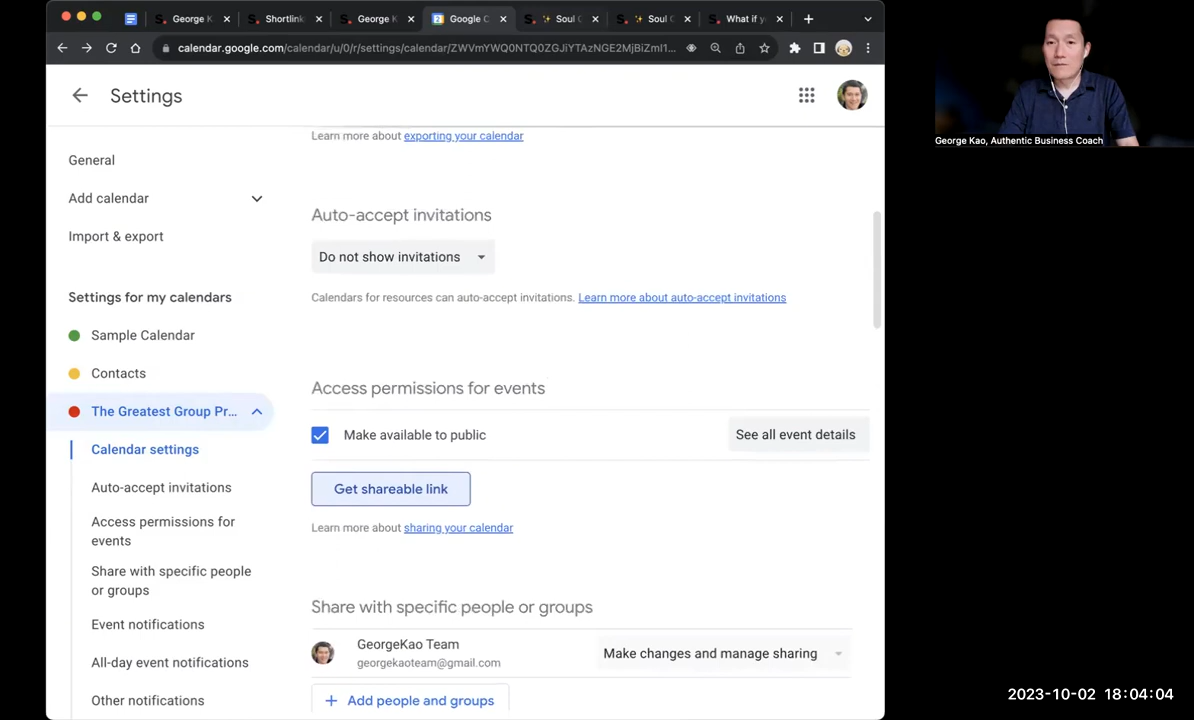 George K
Shortlink
George K
Google C
✨ Soul C
✨ Soul C
What if y
calendar.google.com/calendar/u/0/r/settings/calendar/ZWVmYWQ0NTQ0ZGJiYTAzNGE2MjBiZmI1...
Settings
General
Add calendar
Import & export
Settings for my calendars
Sample Calendar
Contacts
The Greatest Group Pr...
Calendar settings
Auto-accept invitations
Access permissions for
events
Share with specific people
or groups
Event notifications
All-day event notifications
Other notifications
Learn more about exporting your calendar
Auto-accept invitations
Do not show invitations
Calendars for resources can auto-accept invitations. Learn more about auto-accept invitations
Access permissions for events
Make available to public
See all event details
Get shareable link
Learn more about sharing your calendar
Share with specific people or groups
GeorgeKao Team
georgekaoteam@gmail.com
Make changes and manage sharing
+ Add people and groups
George Kao, Authentic Business Coach
2023-10-02 18:04:04